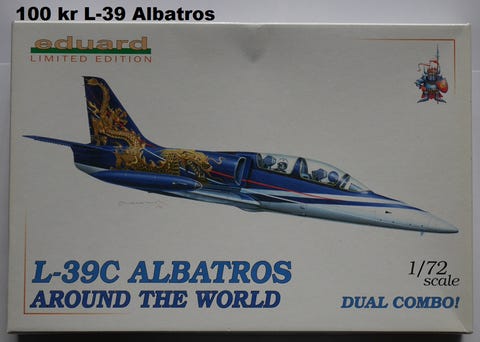 100 kr L-39 Albatros
eduard
LIMITED EDITION
L-39C ALBATROS
AROUND THE WORLD
1/72
scale
DUAL COMBO!